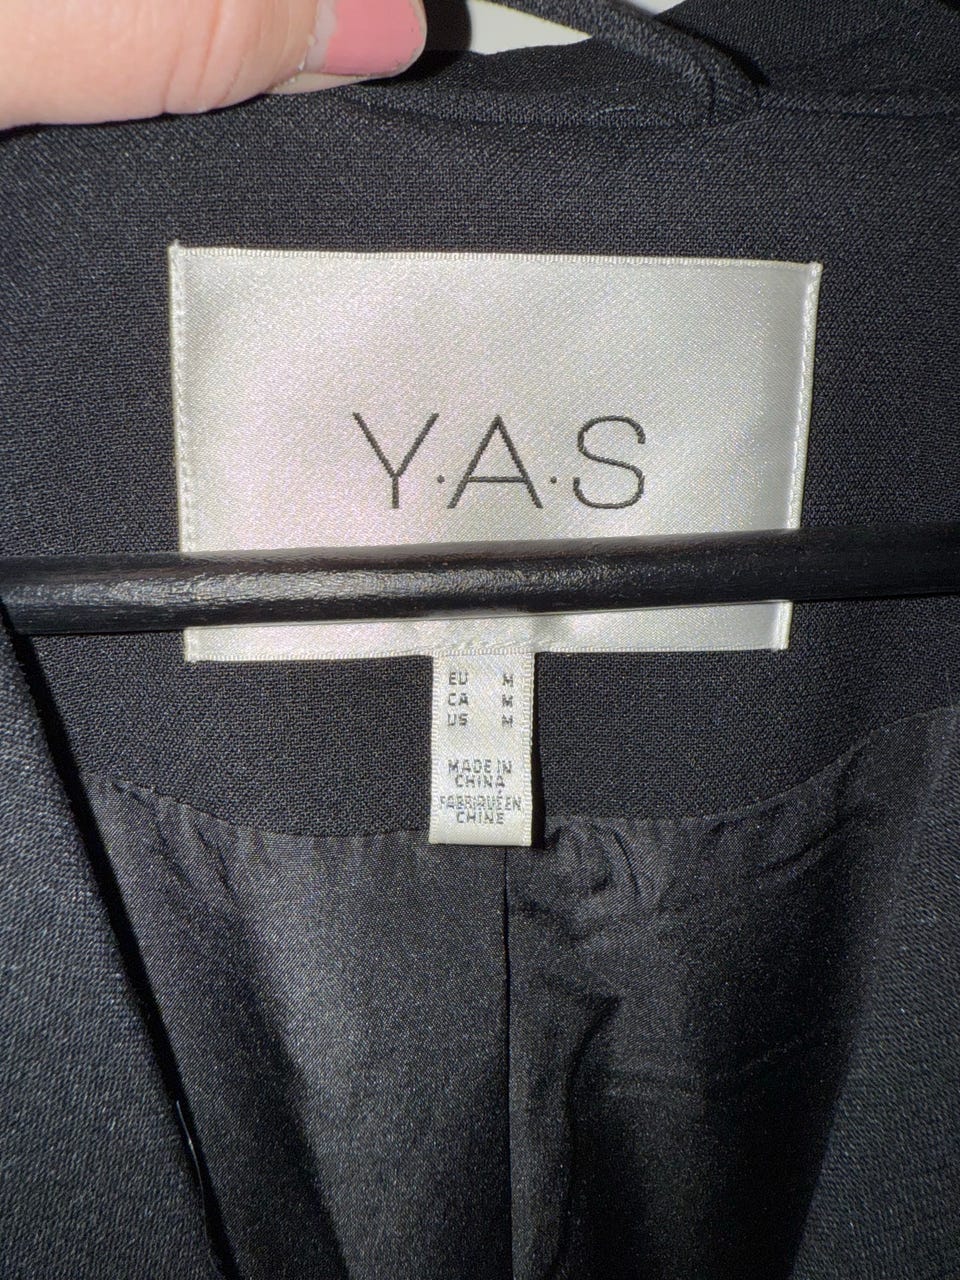 Y·A·S
EU M
CA M
US M
MADE IN
CHINA
FABRIQUÉ EN
CHINE